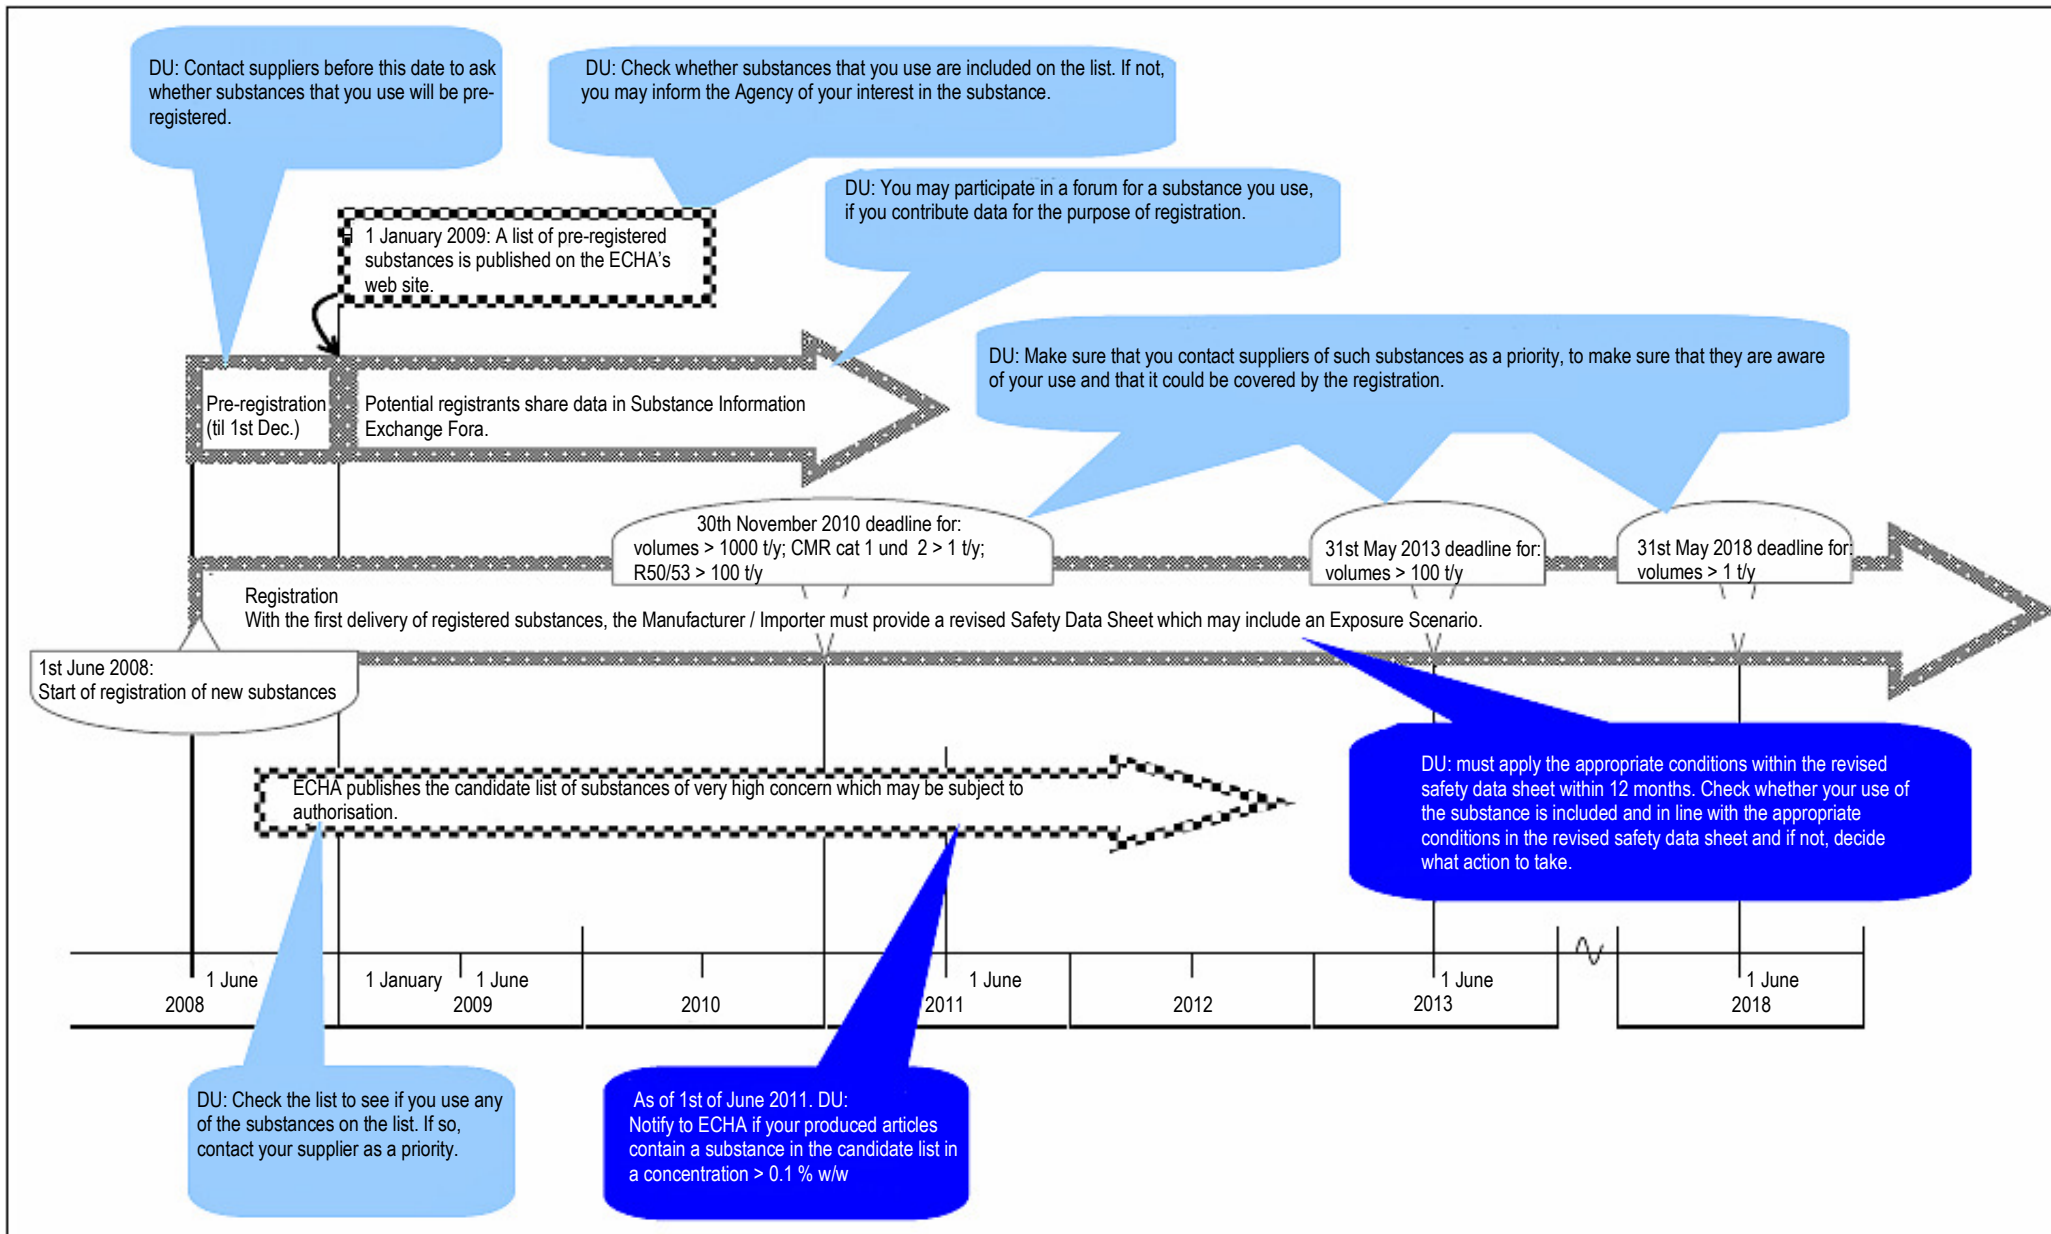 DU: Contact suppliers before this date to ask
whether substances that you use will be pre-
registered.
DU: Check whether substances that you use are included on the list. If not,
you may inform the Agency of your interest in the substance.
DU: You may participate in a forum for a substance you use,
if you contribute data for the purpose of registration.
1 January 2009: A list of pre-registered
substances is published on the ECHA's
web site.
DU: Make sure that you contact suppliers of such substances as a priority, to make sure that they are aware
of your use and that it could be covered by the registration.
Pre-registration
(til 1st Dec.)
Potential registrants share data in Substance Information
Exchange Fora.
30th November 2010 deadline for:
volumes > 1000 t/y; CMR cat 1 und 2 > 1 t/y;
R50/53 > 100 t/y
31st May 2013 deadline for:
volumes > 100 t/y
31st May 2018 deadline for:
volumes > 1 t/y
Registration
With the first delivery of registered substances, the Manufacturer / Importer must provide a revised Safety Data Sheet which may include an Exposure Scenario.
1st June 2008:
Start of registration of new substances
ECHA publishes the candidate list of substances of very high concern which may be subject to
authorisation.
DU: must apply the appropriate conditions within the revised
safety data sheet within 12 months. Check whether your use of
the substance is included and in line with the appropriate
conditions in the revised safety data sheet and if not, decide
what action to take.
1 June
2008
1 January
1 June
2009
2010
1 June
2011
2012
1 June
2013
1 June
2018
DU: Check the list to see if you use any
of the substances on the list. If so,
contact your supplier as a priority.
As of 1st of June 2011. DU:
Notify to ECHA if your produced articles
contain a substance in the candidate list in
a concentration > 0.1 % w/w